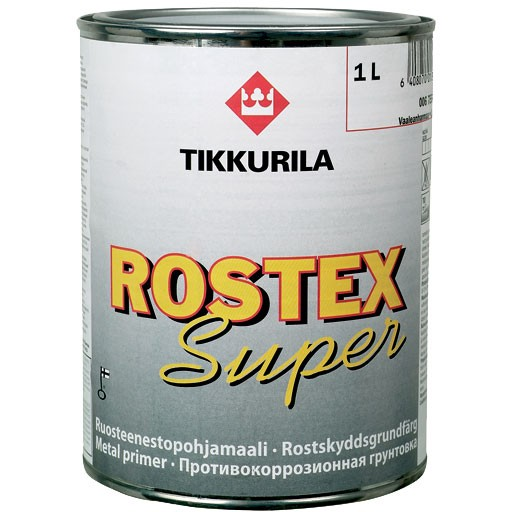 1 L
TIKKURILA
ROSTEX
Super
Ruosteenestopohjamaali · Rostskyddsgrundfärg
Metal primer · Противокоррозионная грунтовка